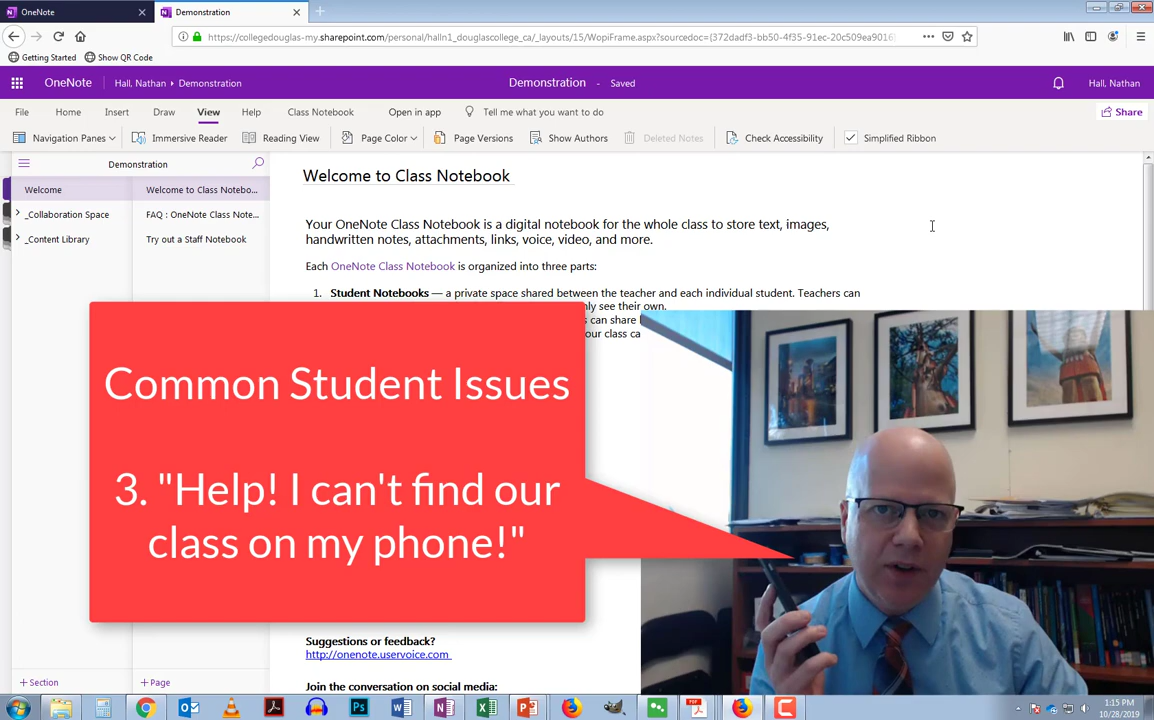 OneNote
Demonstration
https://collegedouglas-my.sharepoint.com/personal/halln1_douglascollege_ca/_layouts/15/WopiFrame.aspx?sourcedoc={372dadf3-bb50-4f35-91ec-20c509ea9016
Getting Started
Show QR Code
OneNote
Hall, Nathan ▸ Demonstration
Demonstration - Saved
Hall, Nathan
File Home Insert Draw View Help Class Notebook Open in app Tell me what you want to do
Share
Navigation Panes Immersive Reader Reading View Page Color Page Versions Show Authors Deleted Notes Check Accessibility Simplified Ribbon
Demonstration
Welcome
_Collaboration Space
_Content Library
Welcome to Class Notebo...
FAQ : OneNote Class Note...
Try out a Staff Notebook
Welcome to Class Notebook
Your OneNote Class Notebook is a digital notebook for the whole class to store text, images,
handwritten notes, attachments, links, voice, video, and more.
Each OneNote Class Notebook is organized into three parts:
1. Student Notebooks — a private space shared between the teacher and each individual student. Teachers can
nly see their own.
s can share
our class ca
Common Student Issues
3. "Help! I can't find our
class on my phone!"
Suggestions or feedback?
http://onenote.uservoice.com
Join the conversation on social media:
+ Section
+ Page
1:15 PM
10/28/2019